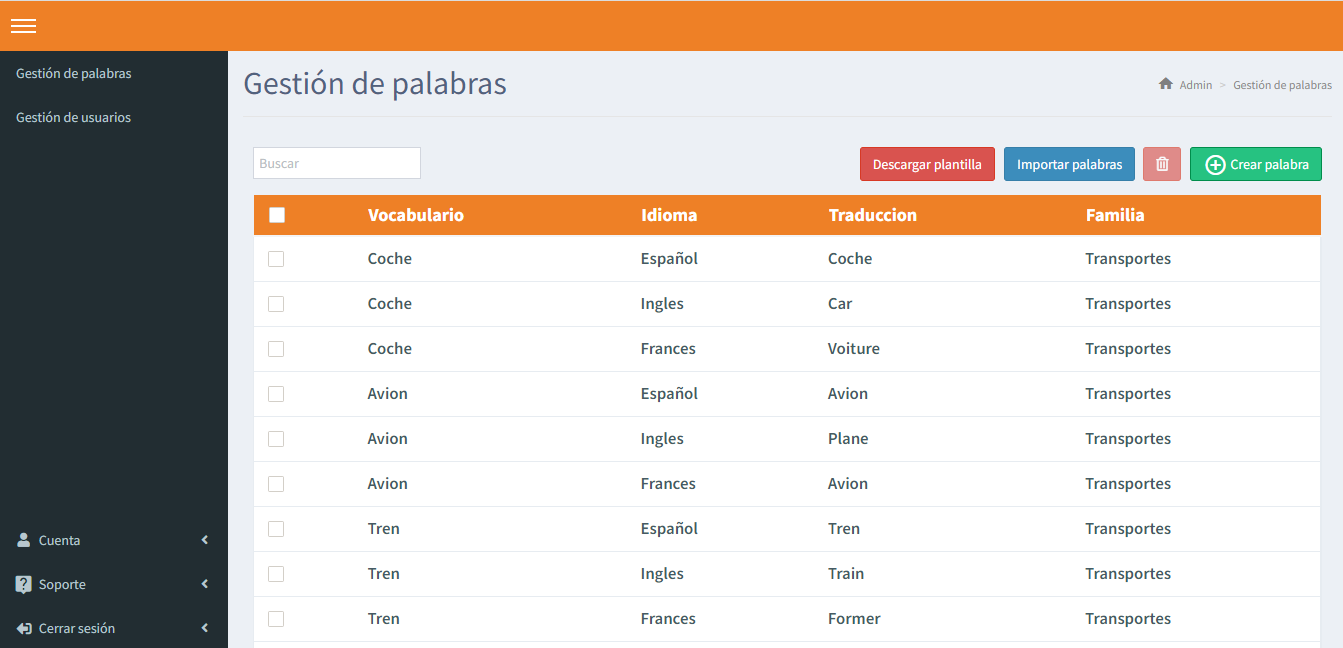 Gestión de palabras
Gestión de usuarios
Cuenta
Soporte
Cerrar sesión
Gestión de palabras
Admin > Gestión de palabras
Buscar
Descargar plantilla Importar palabras Crear palabra
Vocabulario Idioma Traduccion Familia
Coche Español Coche Transportes
Coche Ingles Car Transportes
Coche Frances Voiture Transportes
Avion Español Avion Transportes
Avion Ingles Plane Transportes
Avion Frances Avion Transportes
Tren Español Tren Transportes
Tren Ingles Train Transportes
Tren Frances Former Transportes